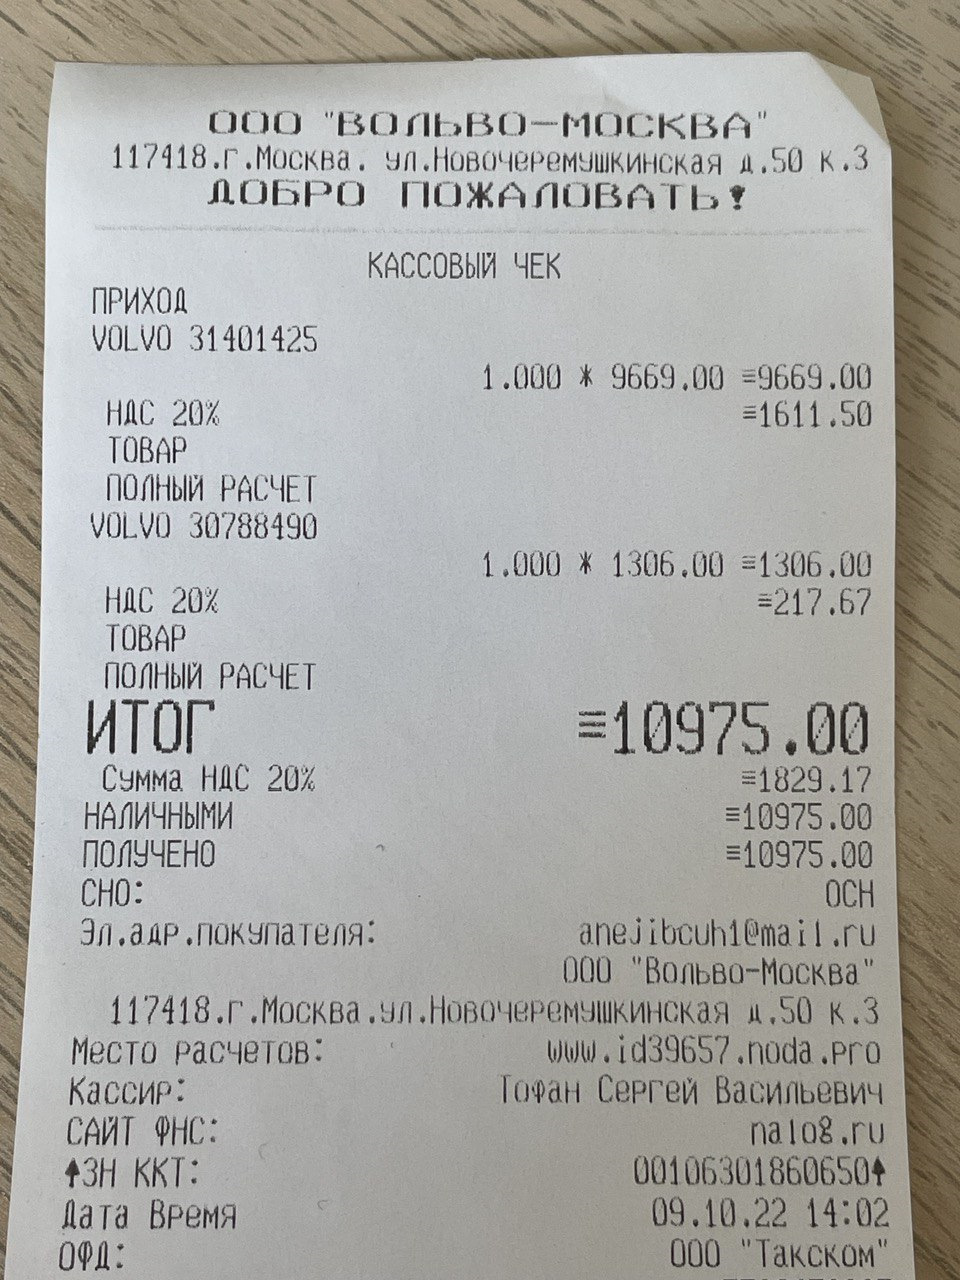 ООО "ВОЛЬВО-МОСКВА"
117418.г.Москва. ул.Новочеремушкинская д.50 к.3
ДОБРО ПОЖАЛОВАТЬ!
КАССОВЫЙ ЧЕК
ПРИХОД
VOLVO 31401425
1.000 * 9669.00 ≡9669.00
НДС 20% ≡1611.50
ТОВАР
ПОЛНЫЙ РАСЧЕТ
VOLVO 30788490
1.000 * 1306.00 ≡1306.00
НДС 20% ≡217.67
ТОВАР
ПОЛНЫЙ РАСЧЕТ
ИТОГ ≡10975.00
Сумма НДС 20% ≡1829.17
НАЛИЧНЫМИ ≡10975.00
ПОЛУЧЕНО ≡10975.00
СНО: ОСН
Эл.адр.покупателя: anejibcuh1@mail.ru
ООО "Вольво-Москва"
117418.г.Москва.ул.Новочеремушкинская д.50 к.3
Место расчетов: www.id39657.noda.pro
Кассир: Тофан Сергей Васильевич
САЙТ ФНС: nalog.ru
↑ЗН ККТ: 00106301860650↑
Дата Время 09.10.22 14:02
ОФД: ООО "Такском"